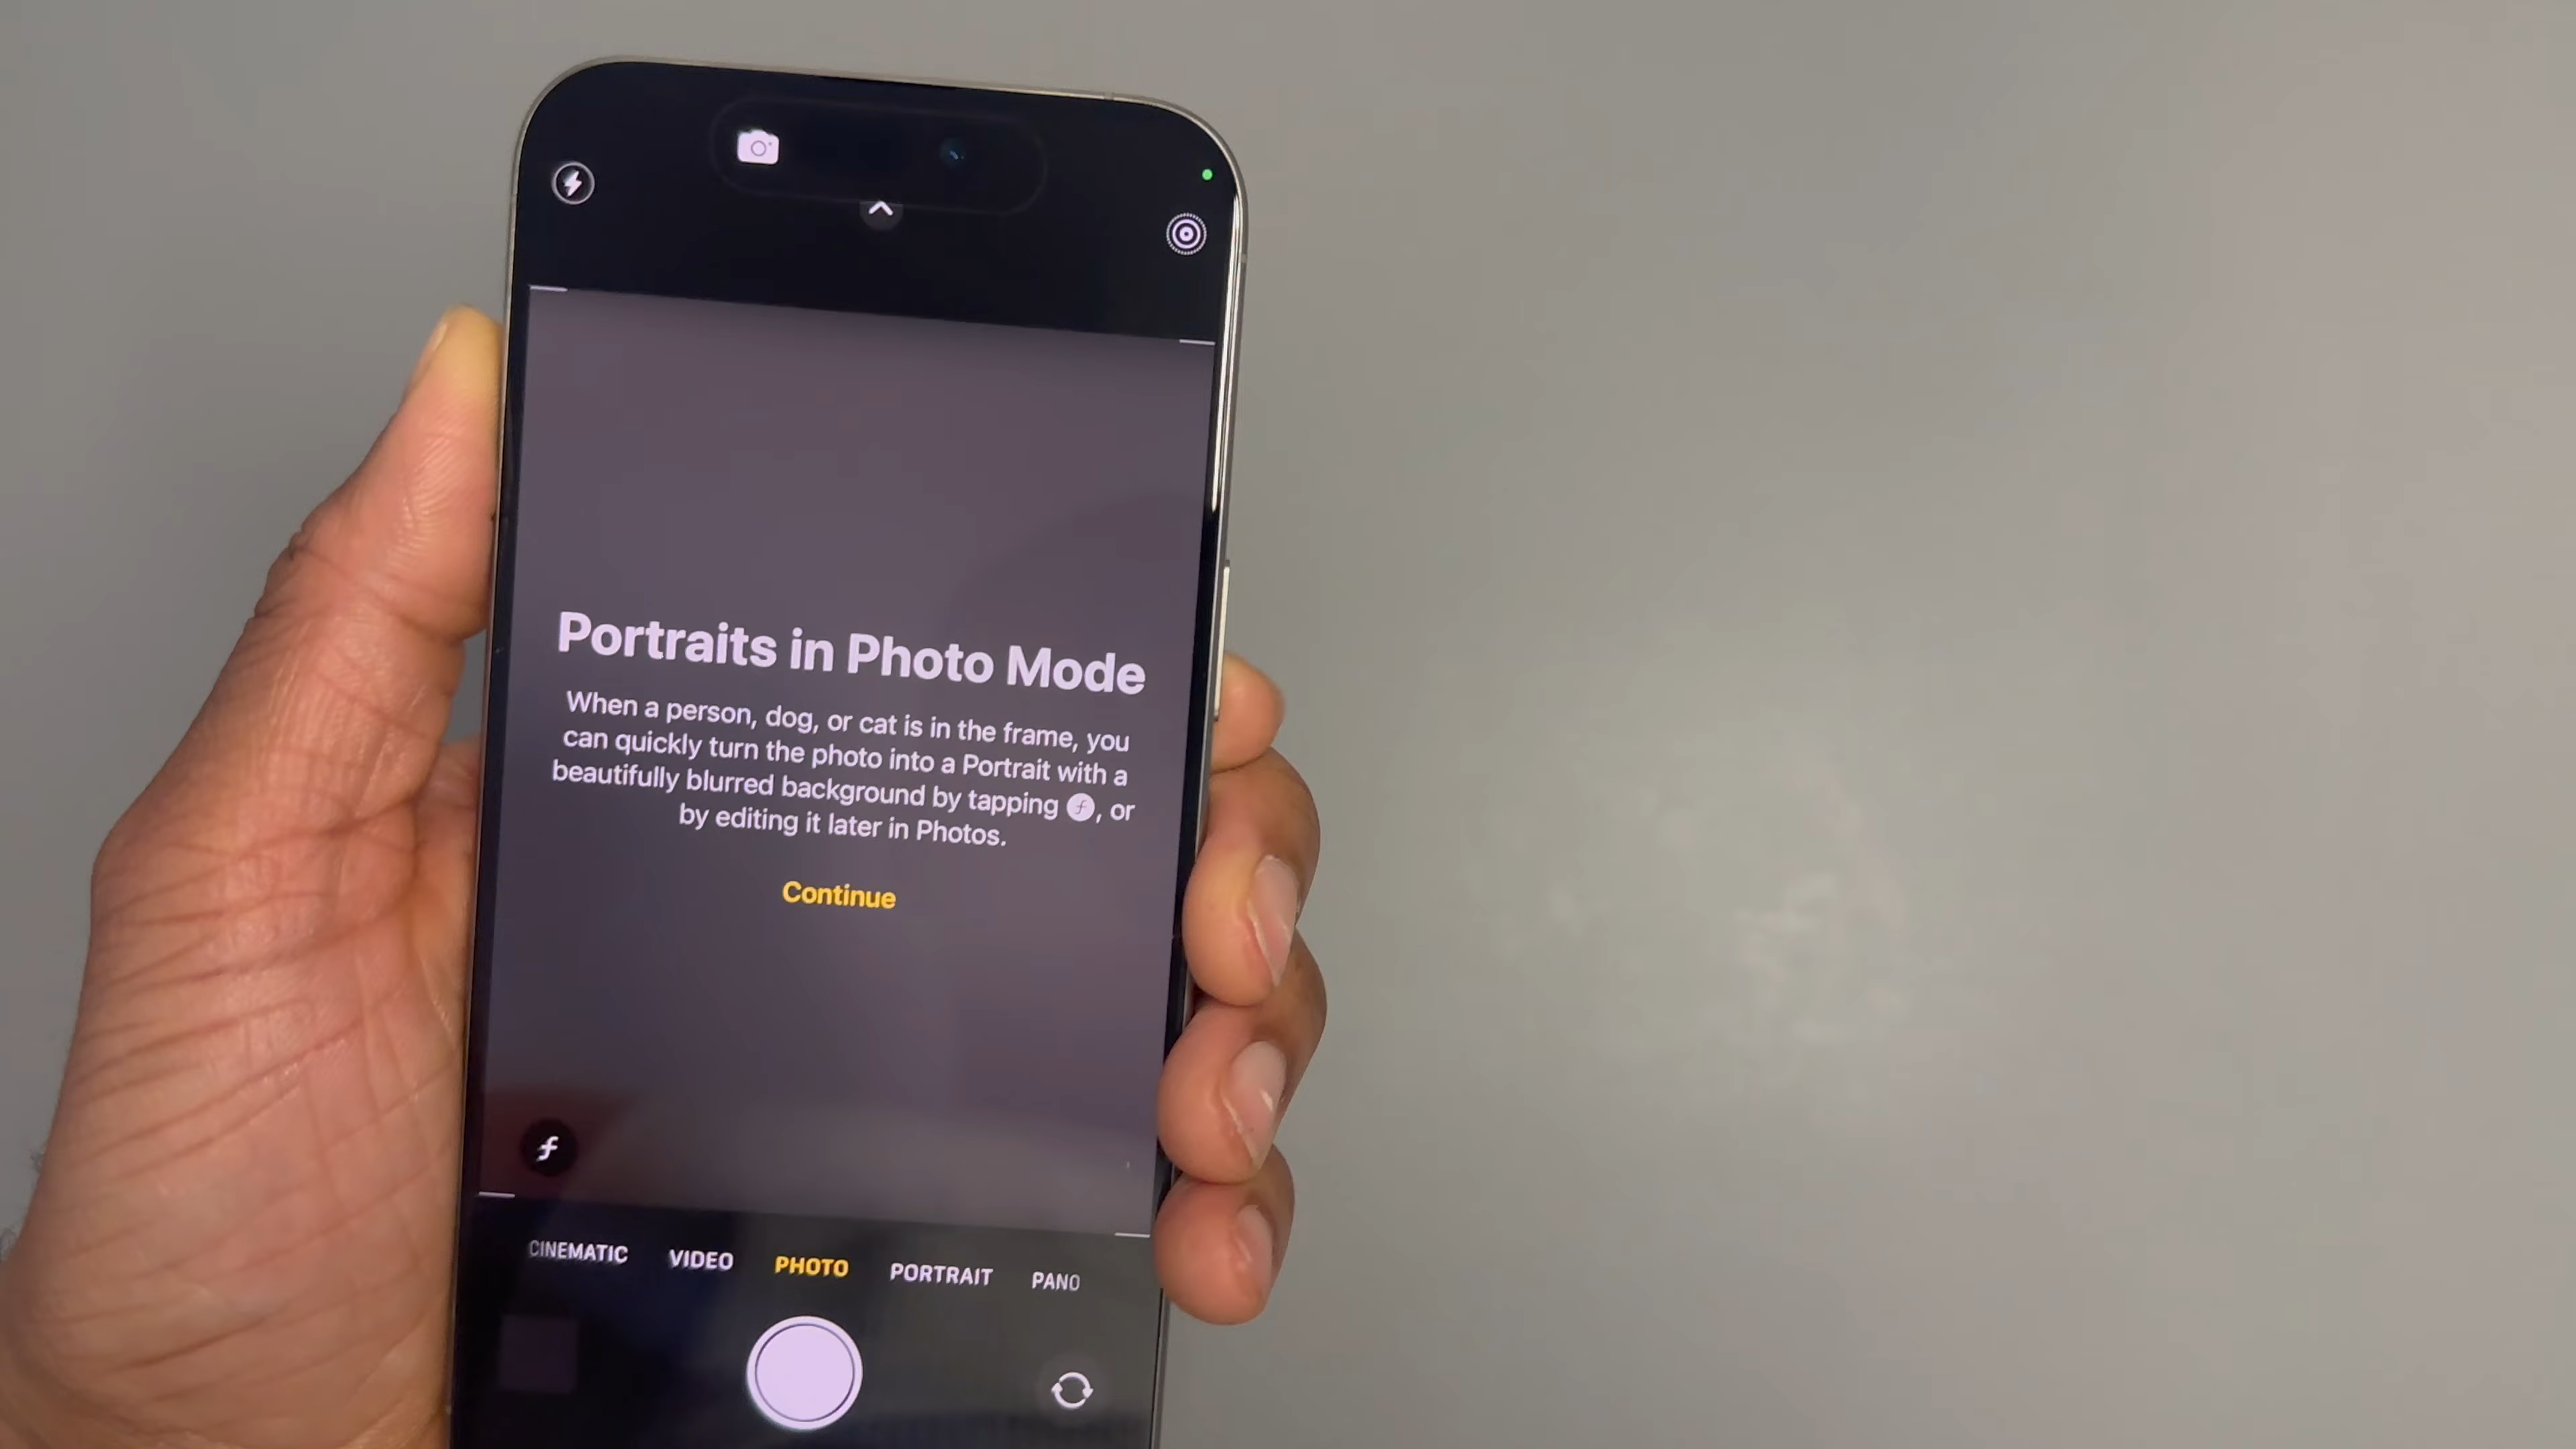 Portraits in Photo Mode
When a person, dog, or cat is in the frame, you
can quickly turn the photo into a Portrait with a
beautifully blurred background by tapping ƒ, or
by editing it later in Photos.
Continue
ƒ
CINEMATIC VIDEO PHOTO PORTRAIT PANO